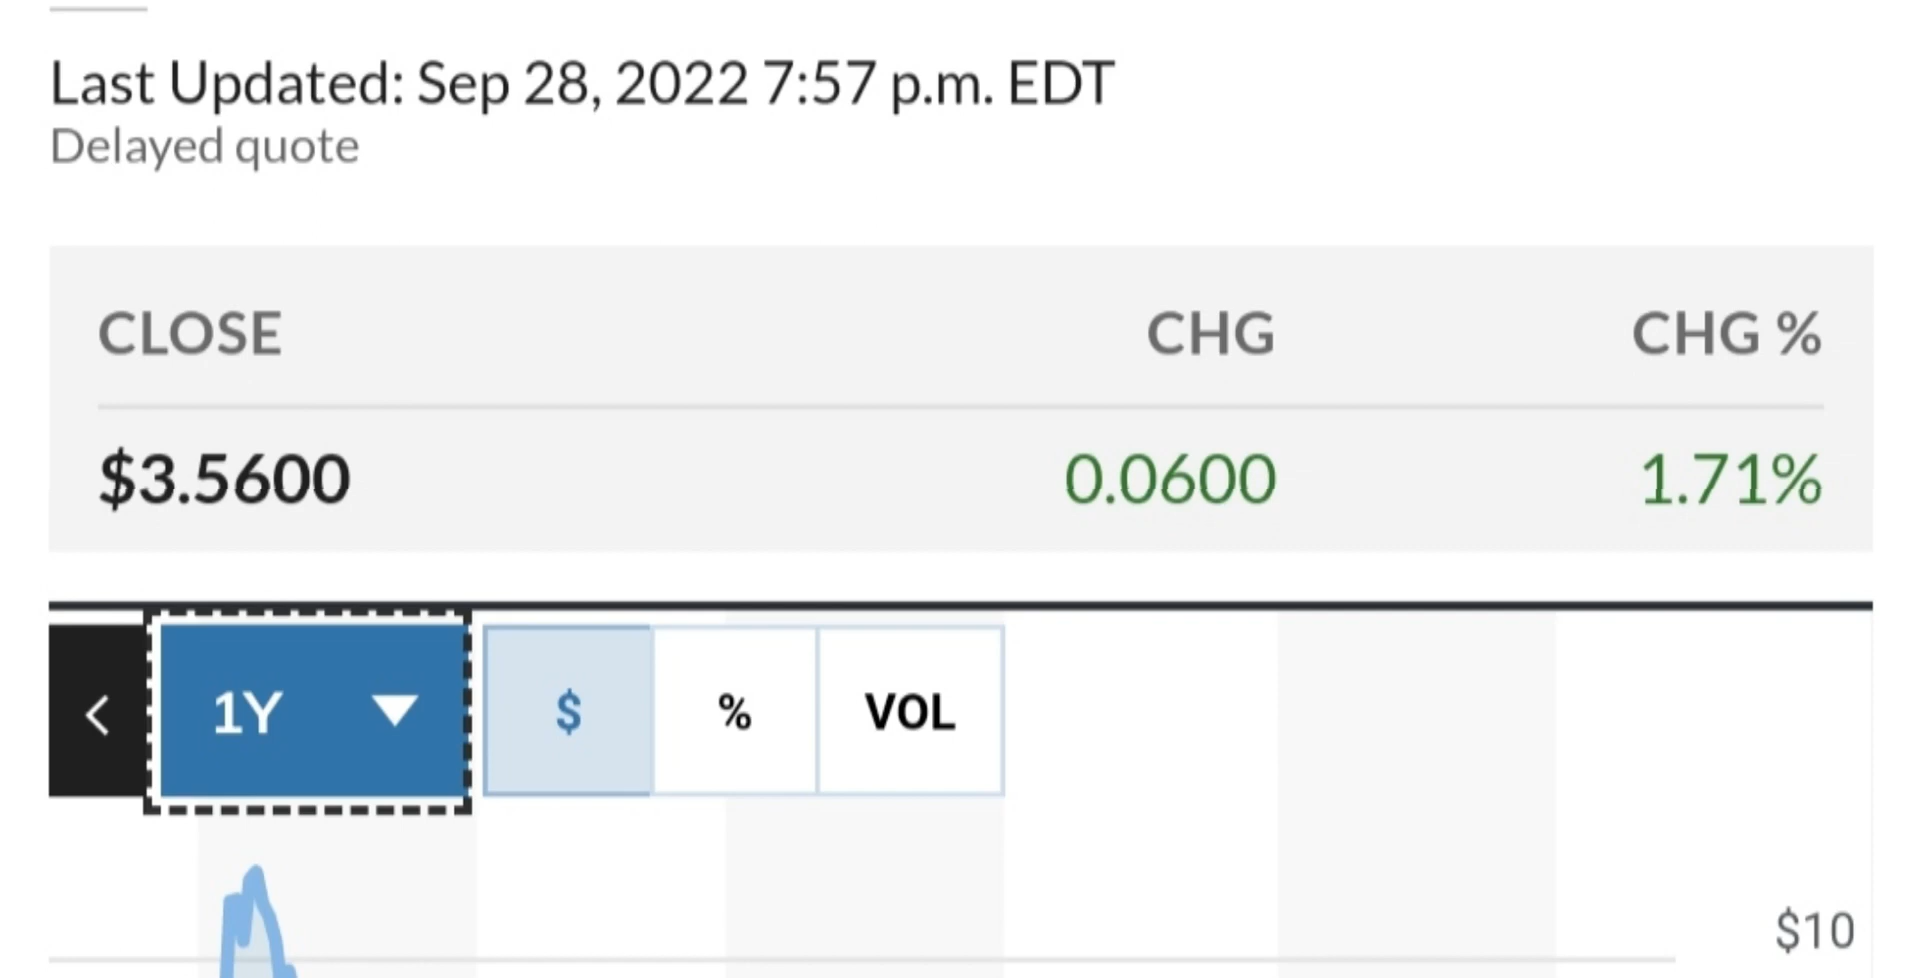 Last Updated: Sep 28, 2022 7:57 p.m. EDT
Delayed quote
CLOSE CHG CHG %
$3.5600 0.0600 1.71%
1Y $ % VOL
$10